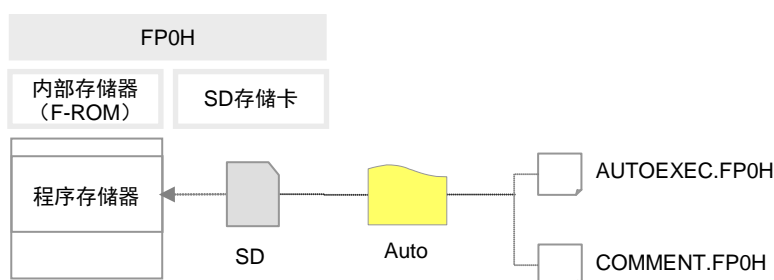 FP0H
内部存储器
（F-ROM）
SD存储卡
程序存储器
SD
Auto
AUTOEXEC.FP0H
COMMENT.FP0H